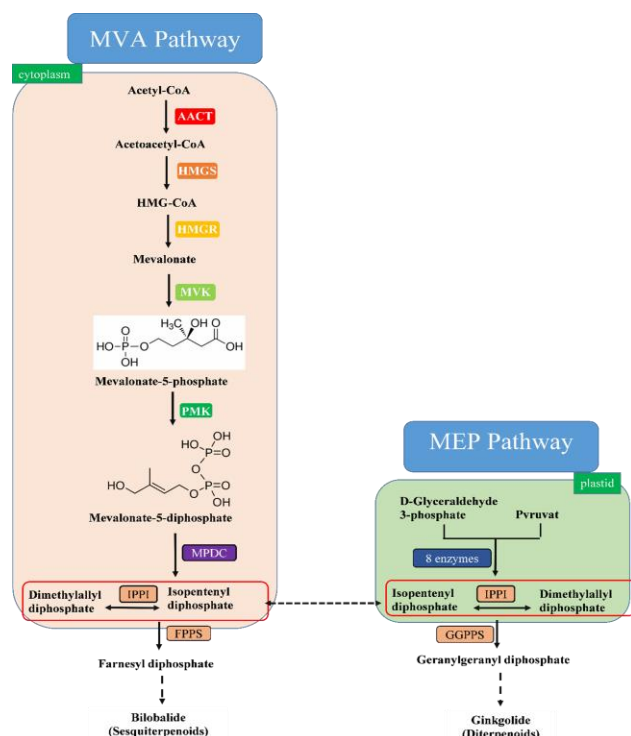 MVA Pathway
cytoplasm
Acetyl-CoA
AACT
Acetoacetyl-CoA
HMGS
HMG-CoA
HMGR
Mevalonate
MVK
O
HO-P-O
OH
H₃C OH O
OH
Mevalonate-5-phosphate
PMK
OH
HO-P
O
O
O
HO
O-P
OH
Mevalonate-5-diphosphate
MPDC
Dimethylallyl
diphosphate
IPPI
Isopentenyl
diphosphate
FPPS
Farnesyl diphosphate
Bilobalide
(Sesquiterpenoids)
MEP Pathway
plastid
D-Glyceraldehyde
3-phosphate
Pvruvat
8 enzymes
Isopentenyl
diphosphate
IPPI
Dimethylallyl
diphosphate
GGPPS
Geranylgeranyl diphosphate
Ginkgolide
(Diterpenoids)